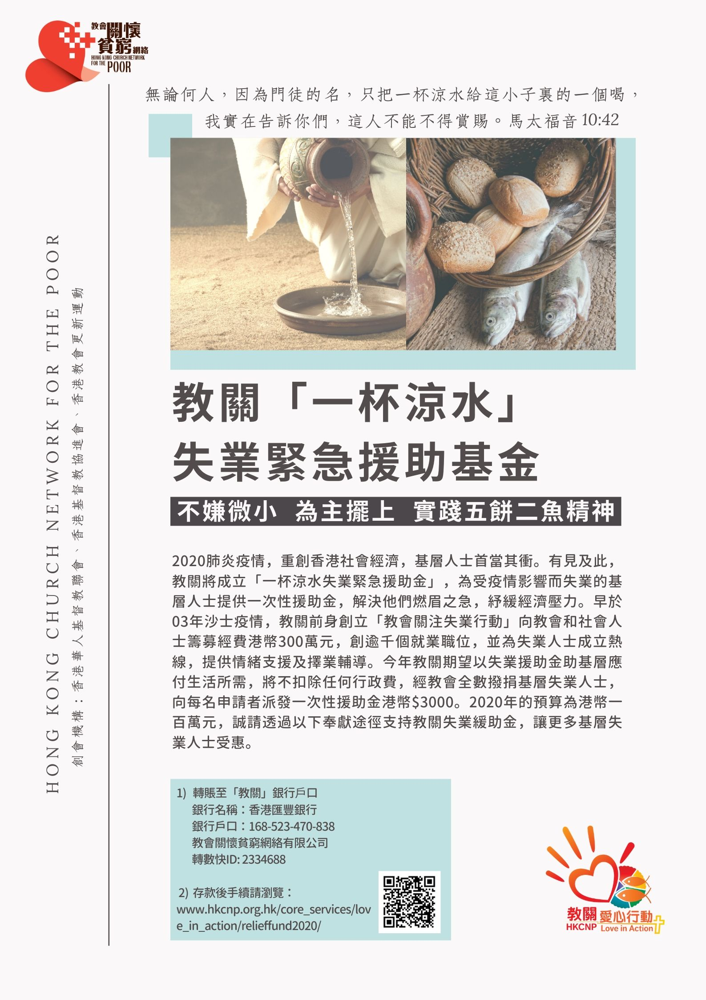 教會關懷
貧窮網絡
HONG KONG CHURCH NETWORK
FOR THE POOR
無論何人，因為門徒的名，只把一杯涼水給這小子裏的一個喝，
我實在告訴你們，這人不能不得賞賜。馬太福音 10:42
HONG KONG CHURCH NETWORK FOR THE POOR
創會機構：香港華人基督教聯會、香港基督教協進會、香港教會更新運動
教關「一杯涼水」
失業緊急援助基金
不嫌微小 為主擺上 實踐五餅二魚精神
2020肺炎疫情，重創香港社會經濟，基層人士首當其衝。有見及此，
教關將成立「一杯涼水失業緊急援助金」，為受疫情影響而失業的基
層人士提供一次性援助金，解決他們燃眉之急，紓緩經濟壓力。早於
03年沙士疫情，教關前身創立「教會關注失業行動」向教會和社會人
士籌募經費港幣300萬元，創逾千個就業職位，並為失業人士成立熱
線，提供情緒支援及擇業輔導。今年教關期望以失業援助金助基層應
付生活所需，將不扣除任何行政費，經教會全數撥捐基層失業人士，
向每名申請者派發一次性援助金港幣$3000。2020年的預算為港幣一
百萬元，誠請透過以下奉獻途徑支持教關失業緩助金，讓更多基層失
業人士受惠。
1) 轉賬至「教關」銀行戶口
銀行名稱：香港匯豐銀行
銀行戶口：168-523-470-838
教會關懷貧窮網絡有限公司
轉數快ID: 2334688
2) 存款後手續請瀏覽：
www.hkcnp.org.hk/core_services/lov
e_in_action/relieffund2020/
教關 愛心行動
HKCNP Love in Action